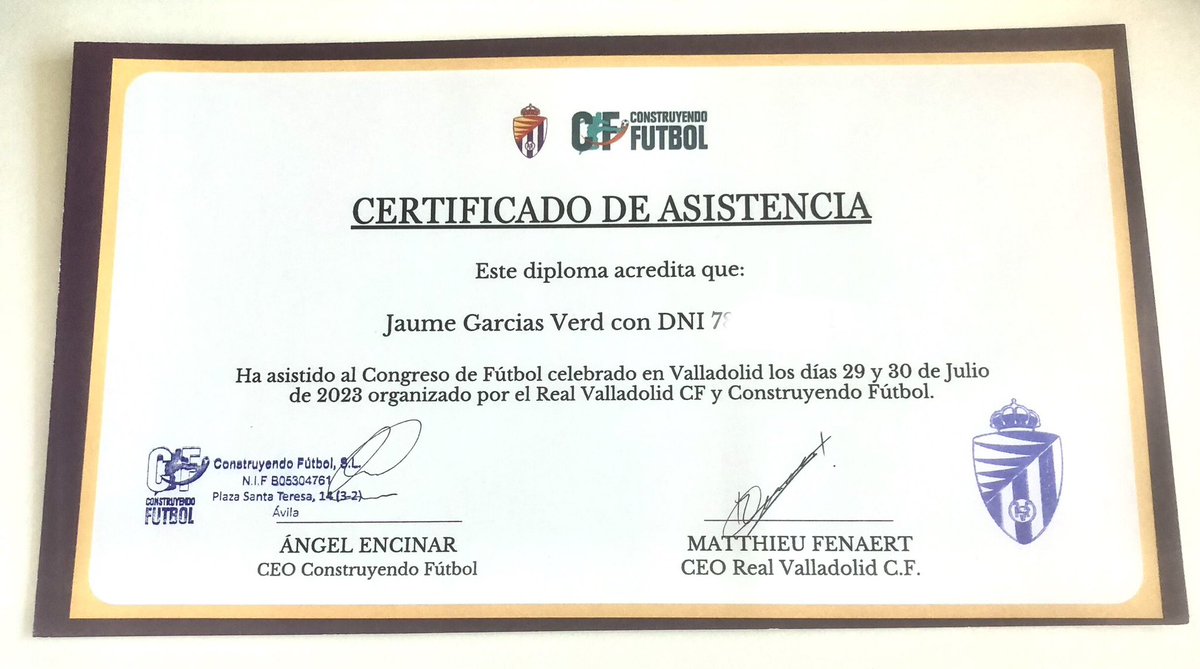 CF CONSTRUYENDO
FUTBOL
CERTIFICADO DE ASISTENCIA
Este diploma acredita que:
Jaume Garcias Verd con DNI 78
Ha asistido al Congreso de Fútbol celebrado en Valladolid los días 29 y 30 de Julio
de 2023 organizado por el Real Valladolid CF y Construyendo Fútbol.
CF
CONSTRUYENDO
FUTBOL
Construyendo Fútbol, S.L.
N.I.F B05304761
Plaza Santa Teresa, 14 (3-2)
Ávila
ÁNGEL ENCINAR
CEO Construyendo Fútbol
MATTHIEU FENAERT
CEO Real Valladolid C.F.